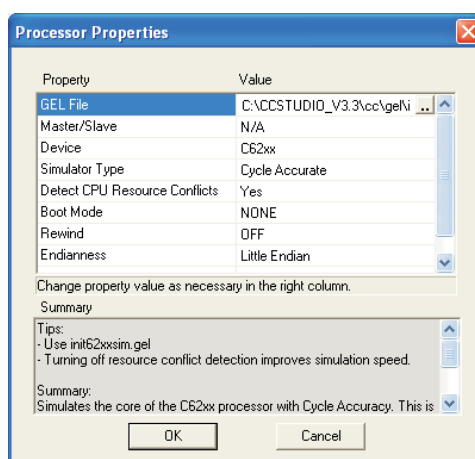 Processor Properties
Property Value
GEL File C:\CCSTUDIO_V3.3\cc\gel\i ..
Master/Slave N/A
Device C62xx
Simulator Type Cycle Accurate
Detect CPU Resource Conflicts Yes
Boot Mode NONE
Rewind OFF
Endianness Little Endian
Change property value as necessary in the right column.
Summary
Tips:
- Use init62xxsim.gel
- Turning off resource conflict detection improves simulation speed.
Summary:
Simulates the core of the C62xx processor with Cycle Accuracy. This is
OK Cancel